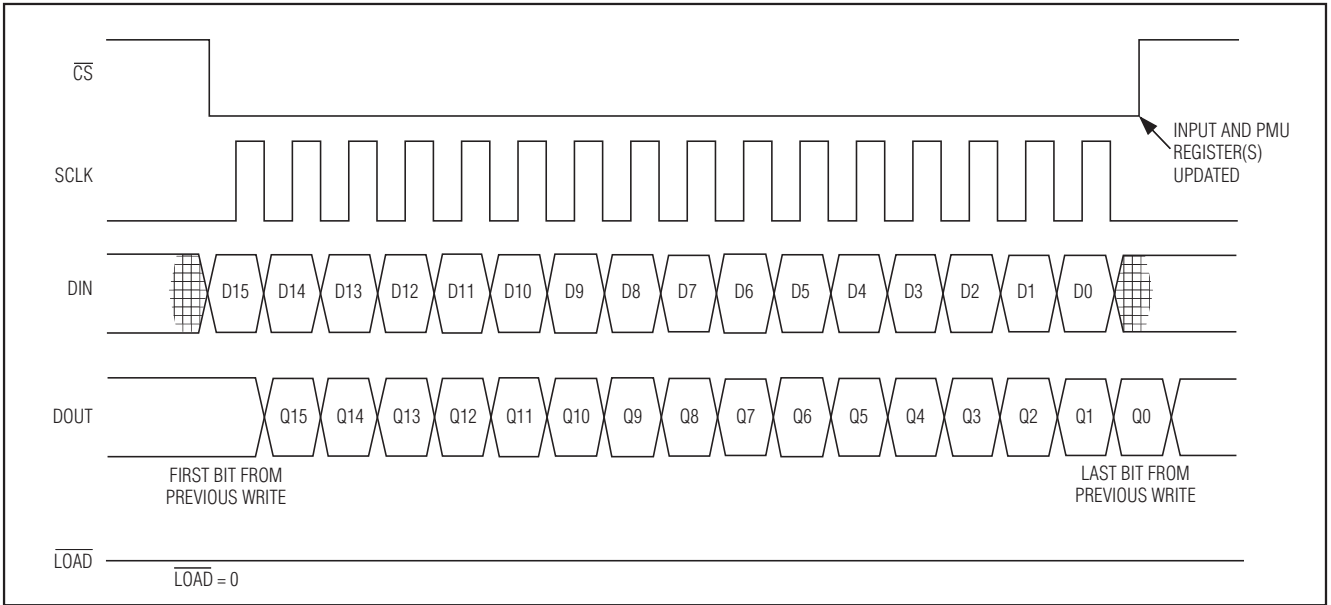 CS
INPUT AND PMU
REGISTER(S)
UPDATED
SCLK
DIN
D15 D14 D13 D12 D11 D10 D9 D8 D7 D6 D5 D4 D3 D2 D1 D0
DOUT
Q15 Q14 Q13 Q12 Q11 Q10 Q9 Q8 Q7 Q6 Q5 Q4 Q3 Q2 Q1 Q0
FIRST BIT FROM
PREVIOUS WRITE
LAST BIT FROM
PREVIOUS WRITE
LOAD
LOAD = 0